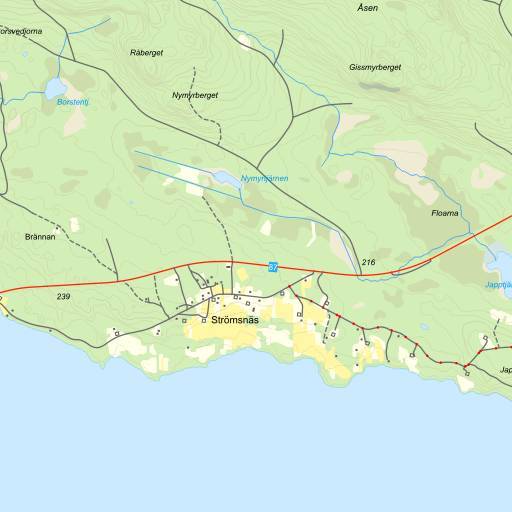 Åsen
Råberget
Gissmyrberget
Nymyrberget
Borstentj
Nymyrtjärnen
Floarna
Brännan
216
87
239
Strömsnäs